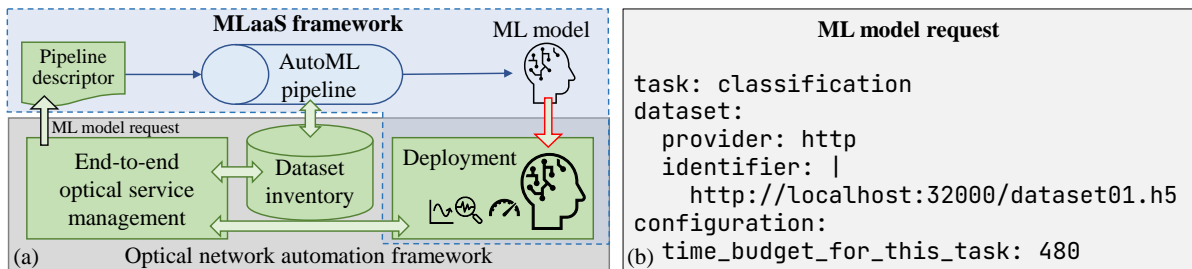 MLaaS framework
ML model
Pipeline
descriptor
AutoML
pipeline
ML model request
End-to-end
optical service
management
Dataset
inventory
Deployment
(a)
Optical network automation framework
ML model request
task: classification
dataset:
  provider: http
  identifier: |
    http://localhost:32000/dataset01.h5
configuration:
  time_budget_for_this_task: 480
(b)